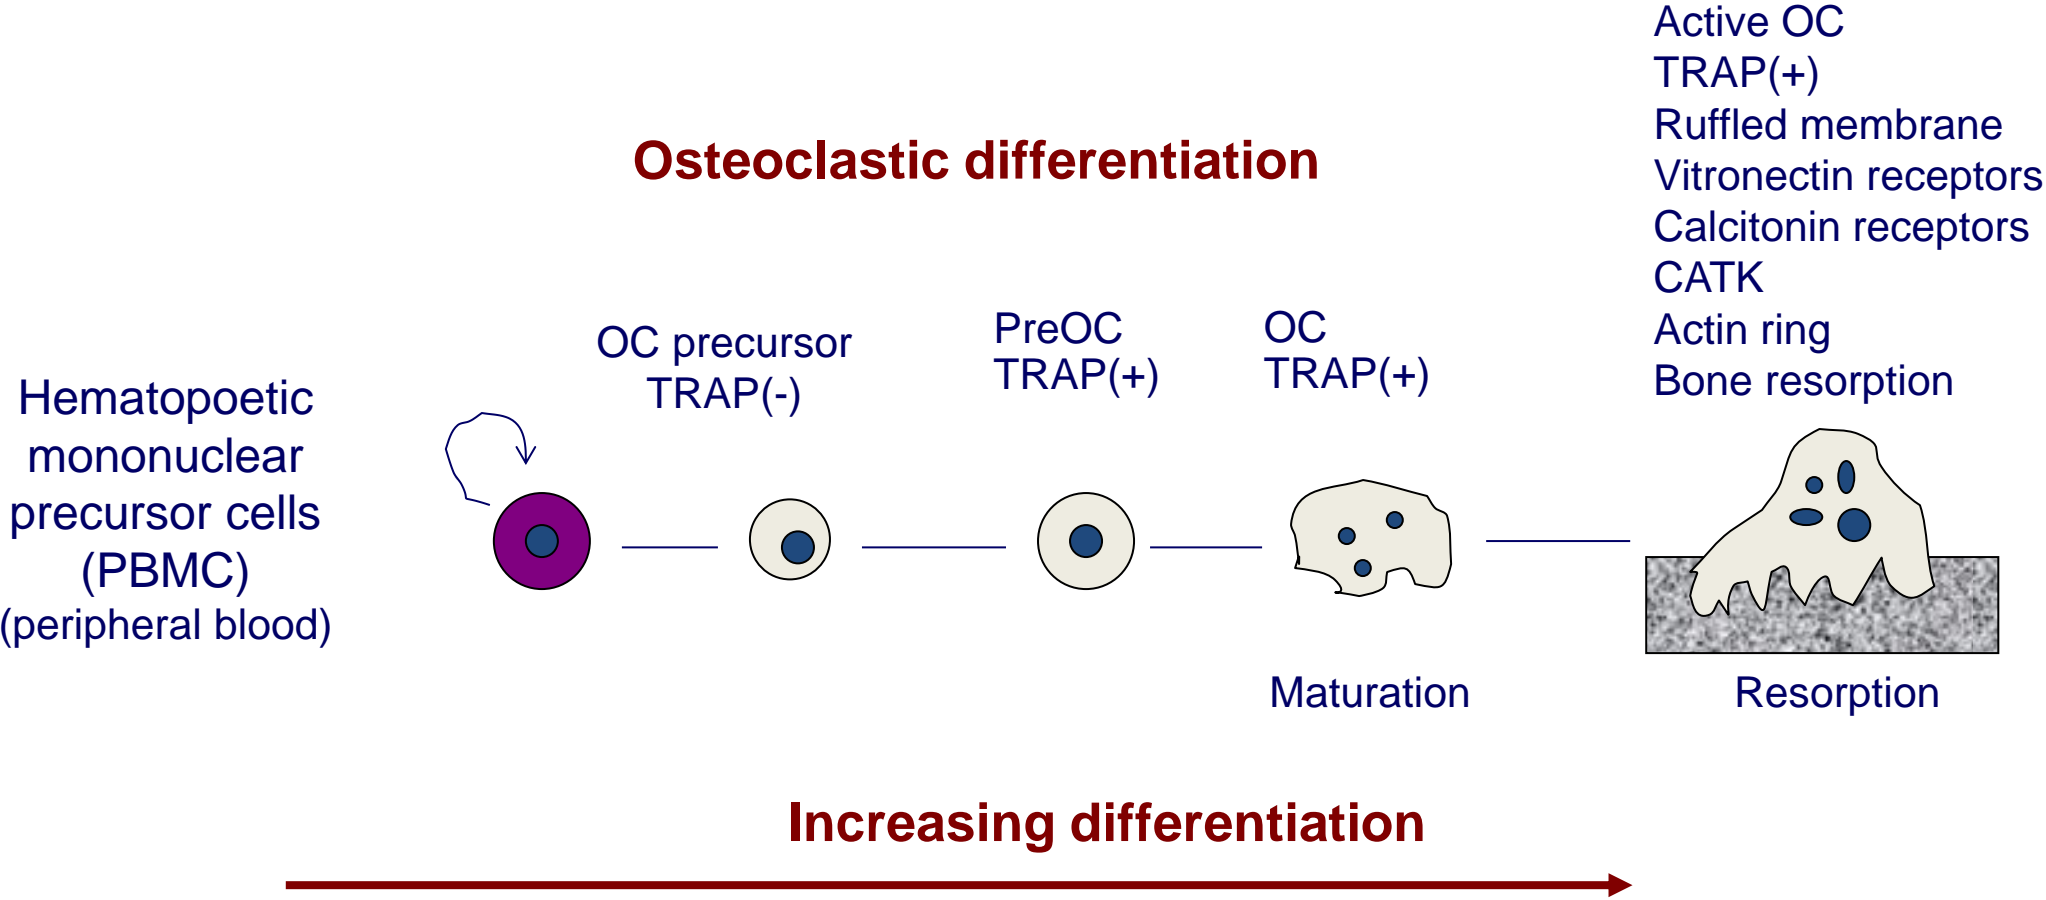 Osteoclastic differentiation
Hematopoetic
mononuclear
precursor cells
(PBMC)
(peripheral blood)
OC precursor
TRAP(-)
PreOC
TRAP(+)
OC
TRAP(+)
Active OC
TRAP(+)
Ruffled membrane
Vitronectin receptors
Calcitonin receptors
CATK
Actin ring
Bone resorption
Maturation
Resorption
Increasing differentiation